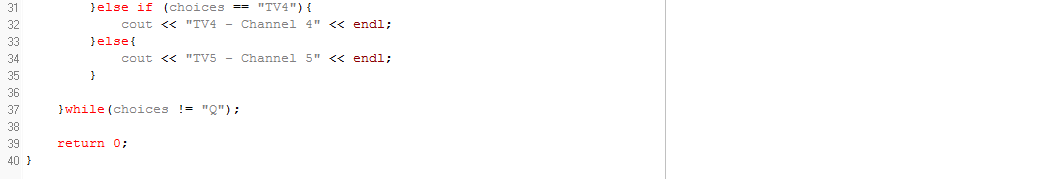 31 }else if (choices == "TV4"){
32 cout << "TV4 - Channel 4" << endl;
33 }else{
34 cout << "TV5 - Channel 5" << endl;
35 }
36
37 }while(choices != "Q");
38
39 return 0;
40 }